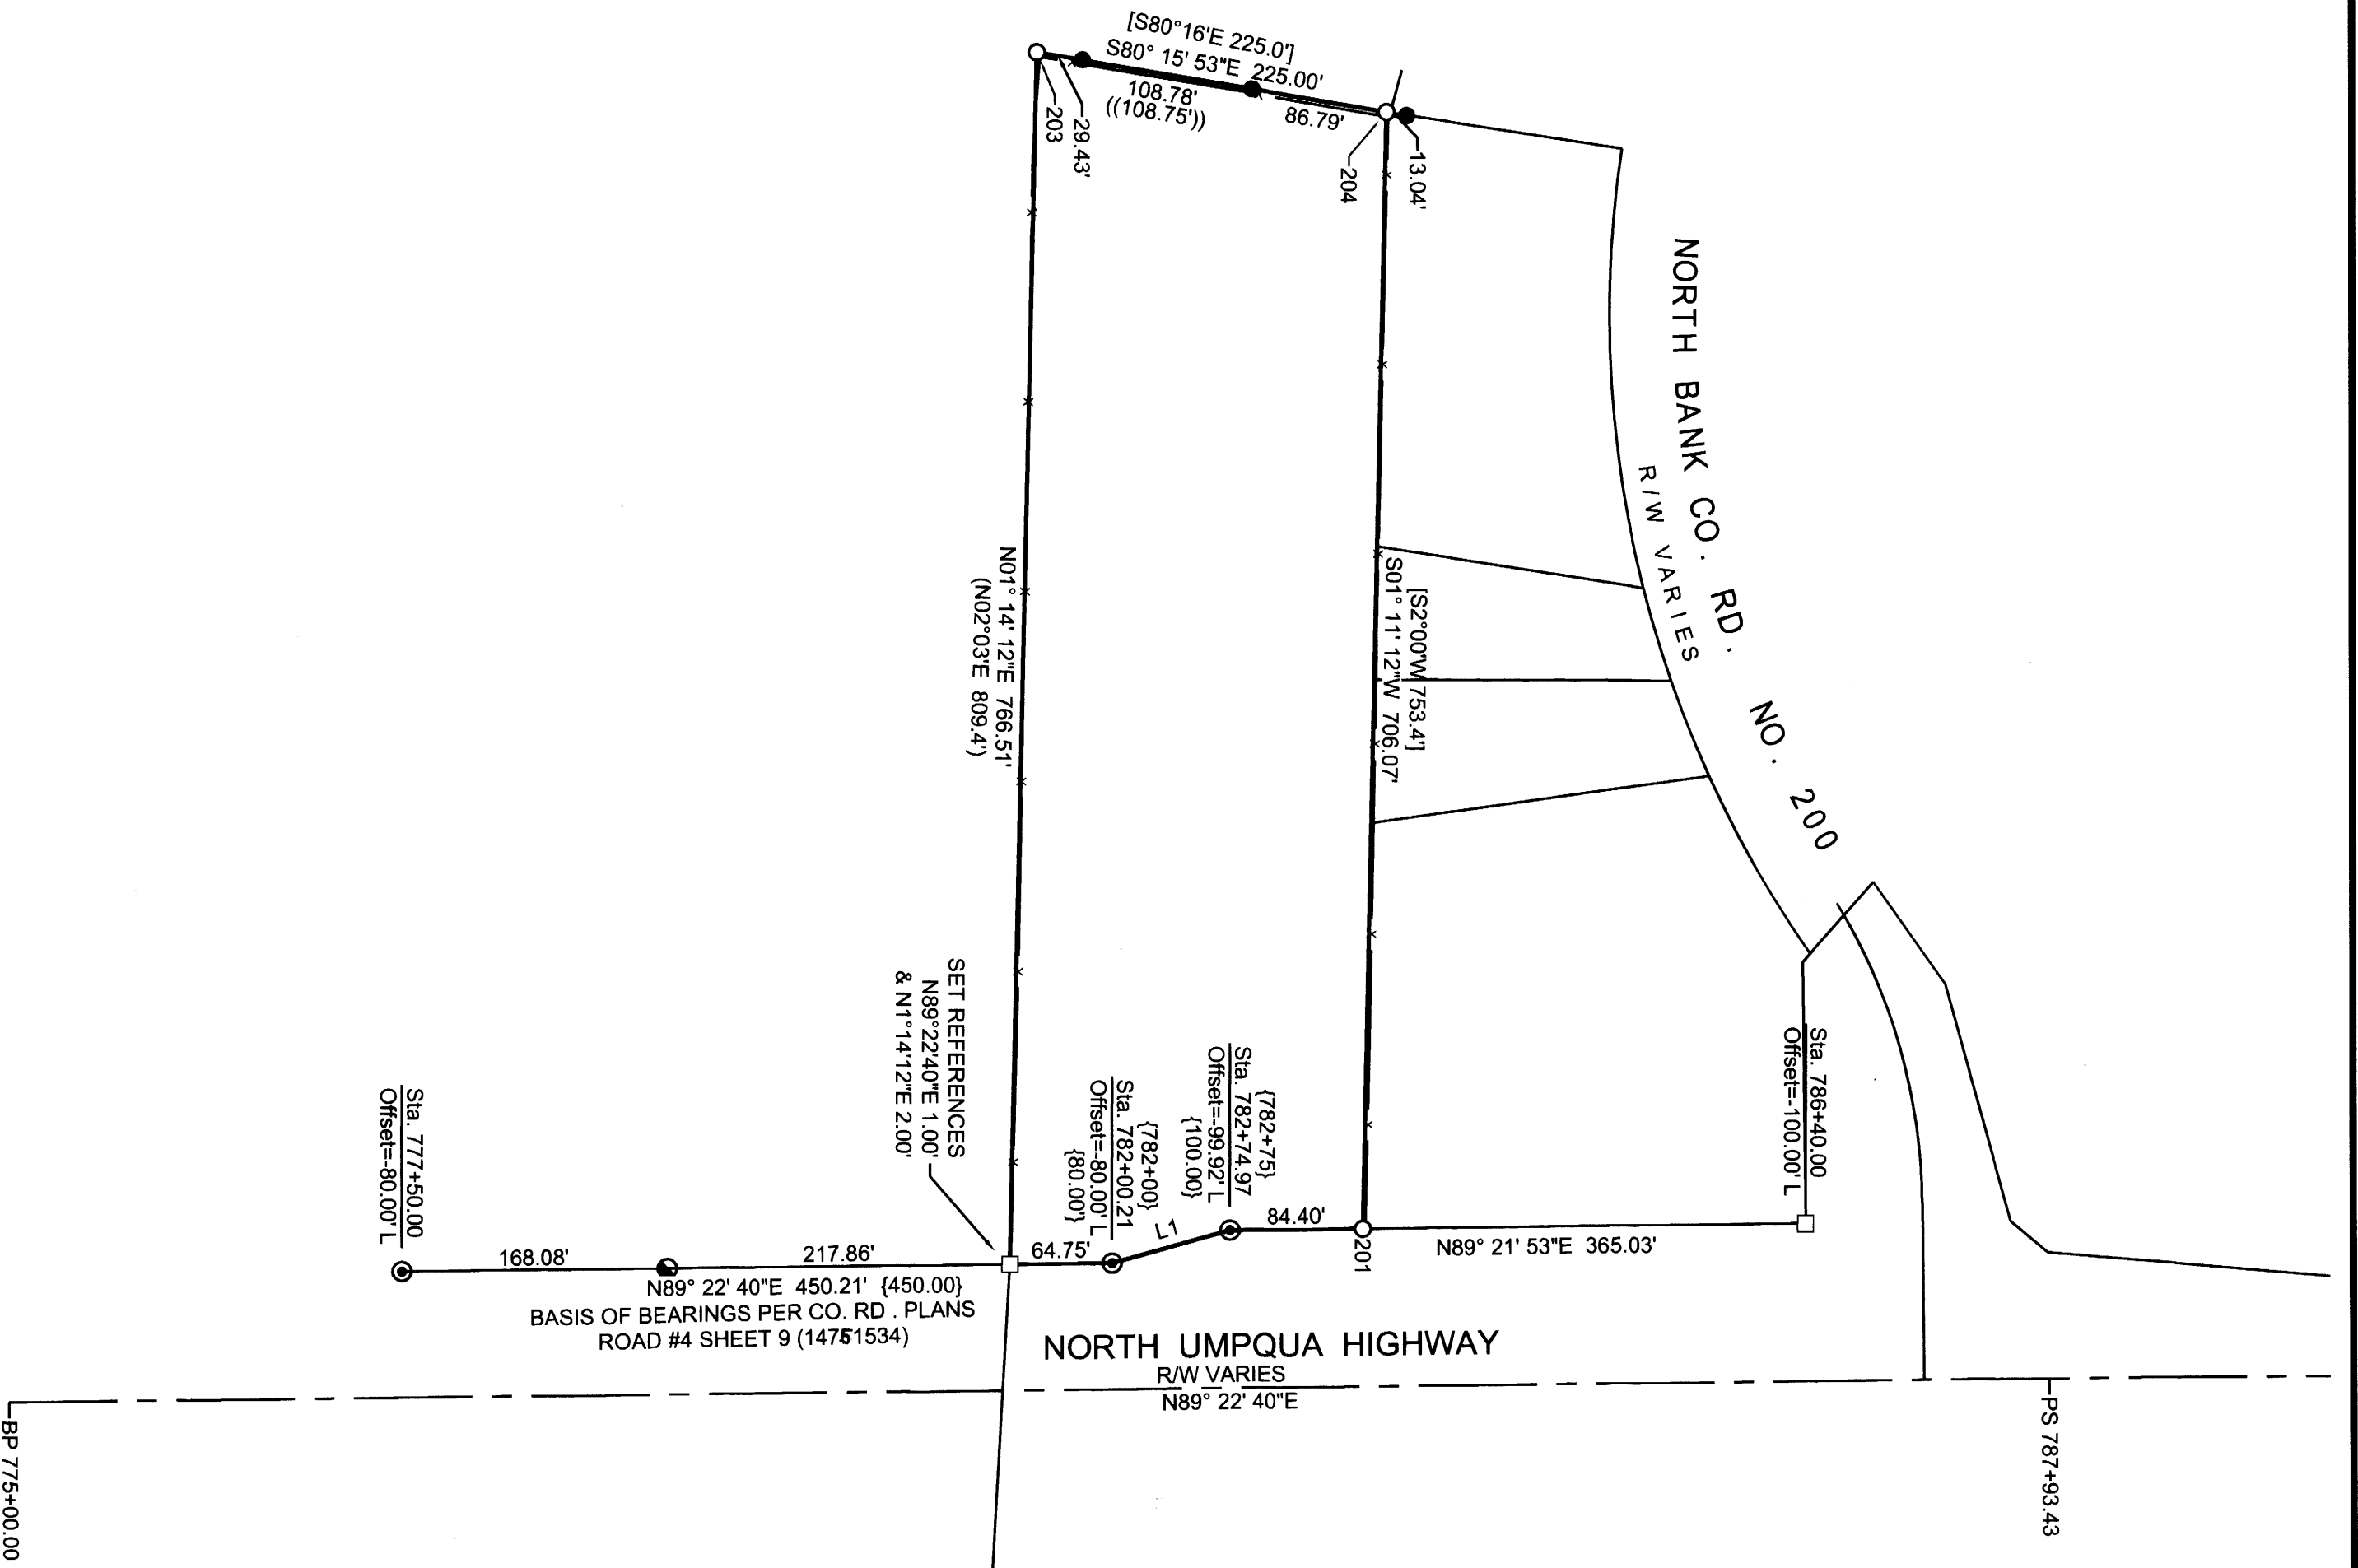 [S80°16'E 225.0']
S80° 15' 53"E 225.00'
108.78'
((108.75'))
86.79'
203
29.43'
204
13.04'
NORTH BANK CO. RD. NO. 200
R/W VARIES
[S2°00'W 753.4']
S01° 11' 12"W 706.07'
N01° 14' 12"E 766.51'
(N02°03'E 809.4')
SET REFERENCES
N89°22'40"E 1.00'
& N1°14'12"E 2.00'
Sta. 777+50.00
Offset=-80.00' L
{782+00}
Sta. 782+00.21
Offset=-80.00' L
{80.00'}
{782+75}
Sta. 782+74.97
Offset=-99.92' L
{100.00}
Sta. 786+40.00
Offset=-100.00' L
168.08'
217.86'
64.75'
L1
84.40'
201
N89° 21' 53"E 365.03'
N89° 22' 40"E 450.21' {450.00}
BASIS OF BEARINGS PER CO. RD . PLANS
ROAD #4 SHEET 9
NORTH UMPQUA HIGHWAY
R/W VARIES
N89° 22' 40"E
BP 775+00.00
PS 787+93.43